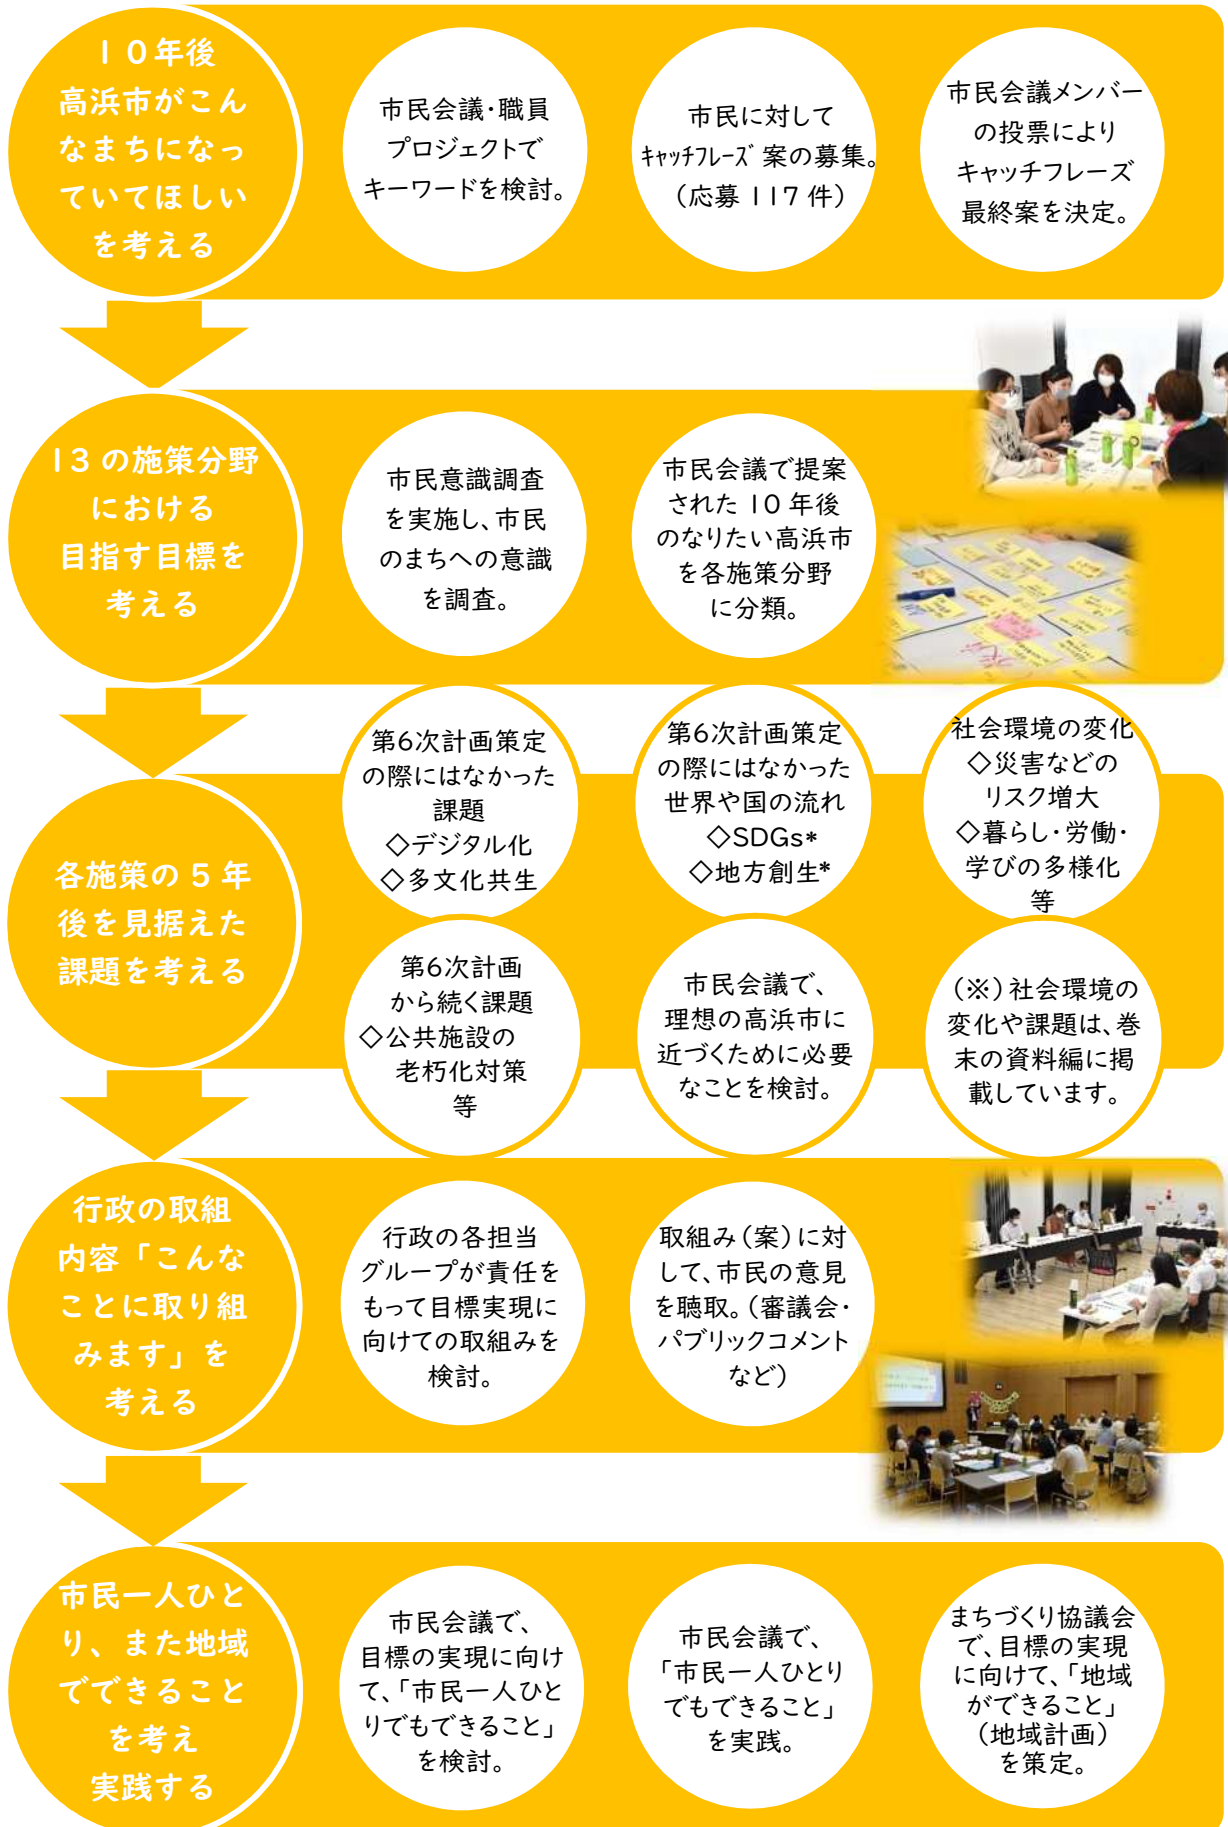 10年後
高浜市がこん
なまちになっ
ていてほしい
を考える
市民会議・職員
プロジェクトで
キーワードを検討。
市民に対して
ｷｬｯﾁﾌﾚｰｽﾞ案の募集。
（応募 117 件）
市民会議メンバー
の投票により
キャッチフレーズ
最終案を決定。
13 の施策分野
における
目指す目標を
考える
市民意識調査
を実施し、市民
のまちへの意識
を調査。
市民会議で提案
された 10 年後
のなりたい高浜市
を各施策分野
に分類。
各施策の 5 年
後を見据えた
課題を考える
第6次計画策定
の際にはなかった
課題
◇デジタル化
◇多文化共生
第6次計画策定
の際にはなかった
世界や国の流れ
◇SDGs*
◇地方創生*
社会環境の変化
◇災害などの
リスク増大
◇暮らし・労働・
学びの多様化
等
第6次計画
から続く課題
◇公共施設の
老朽化対策
等
市民会議で、
理想の高浜市に
近づくために必要
なことを検討。
（※）社会環境の
変化や課題は、巻
末の資料編に掲
載しています。
行政の取組
内容「こんな
ことに取り組
みます」を
考える
行政の各担当
グループが責任を
もって目標実現に
向けての取組みを
検討。
取組み（案）に対
して、市民の意見
を聴取。（審議会・
パブリックコメント
など）
市民一人ひと
り、また地域
でできること
を考え
実践する
市民会議で、
目標の実現に向け
て、「市民一人ひと
りでもできること」
を検討。
市民会議で、
「市民一人ひとり
でもできること」
を実践。
まちづくり協議会
で、目標の実現
に向けて、「地域
ができること」
（地域計画）
を策定。